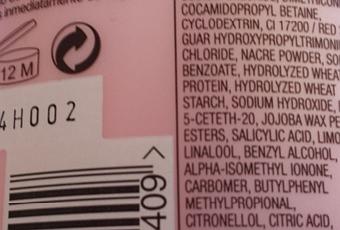 inmediatamente
12 M
4H002
409
COCAMIDOPROPYL BETAINE,
CYCLODEXTRIN, CI 17200 / RED
GUAR HYDROXYPROPYLTRIMONI
CHLORIDE, NACRE POWDER, SO
BENZOATE, HYDROLYZED WHEA
PROTEIN, HYDROLYZED WHEAT
STARCH, SODIUM HYDROXIDE,
5-CETETH-20, JOJOBA WAX PE
ESTERS, SALICYLIC ACID, LIMO
LINALOOL, BENZYL ALCOHOL,
ALPHA-ISOMETHYL IONONE,
CARBOMER, BUTYLPHENYL
METHYLPROPIONAL,
CITRONELLOL, CITRIC ACID,